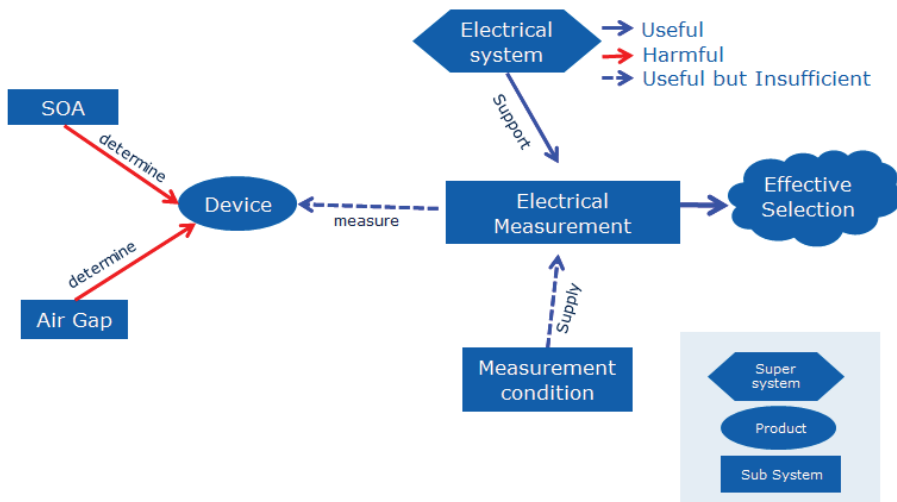 Electrical
system
Useful
Harmful
Useful but Insufficient
SOA
determine
Support
Device
measure
Electrical
Measurement
Effective
Selection
determine
Air Gap
Supply
Measurement
condition
Super
system
Product
Sub System